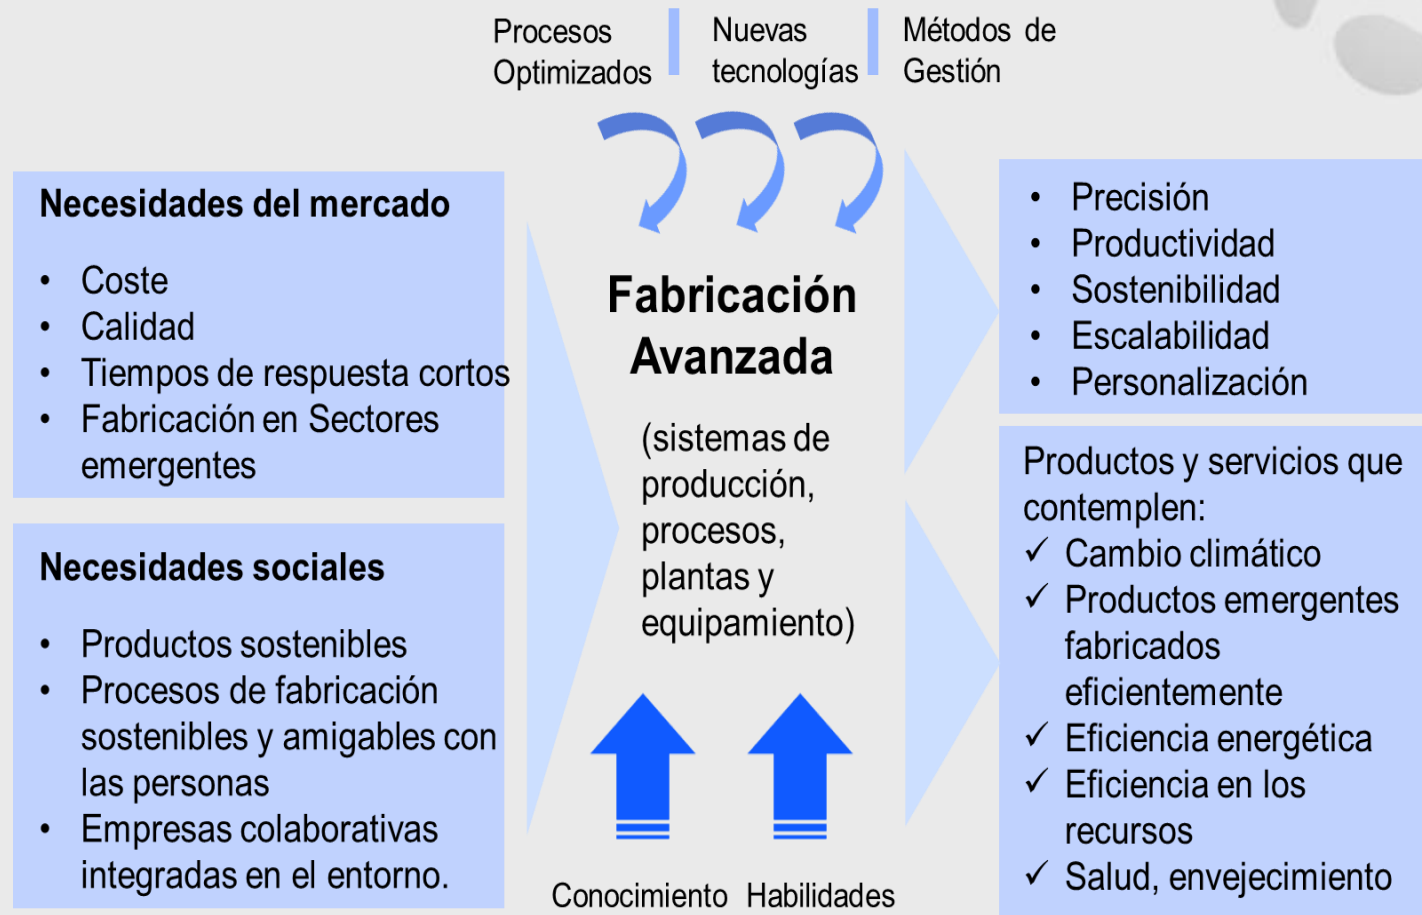 Procesos
Optimizados
Nuevas
tecnologías
Métodos de
Gestión
Necesidades del mercado
• Coste
• Calidad
• Tiempos de respuesta cortos
• Fabricación en Sectores
emergentes
Necesidades sociales
• Productos sostenibles
• Procesos de fabricación
sostenibles y amigables con
las personas
• Empresas colaborativas
integradas en el entorno.
Fabricación
Avanzada
(sistemas de
producción,
procesos,
plantas y
equipamiento)
Conocimiento
Habilidades
• Precisión
• Productividad
• Sostenibilidad
• Escalabilidad
• Personalización
Productos y servicios que
contemplen:
✓ Cambio climático
✓ Productos emergentes
fabricados
eficientemente
✓ Eficiencia energética
✓ Eficiencia en los
recursos
✓ Salud, envejecimiento